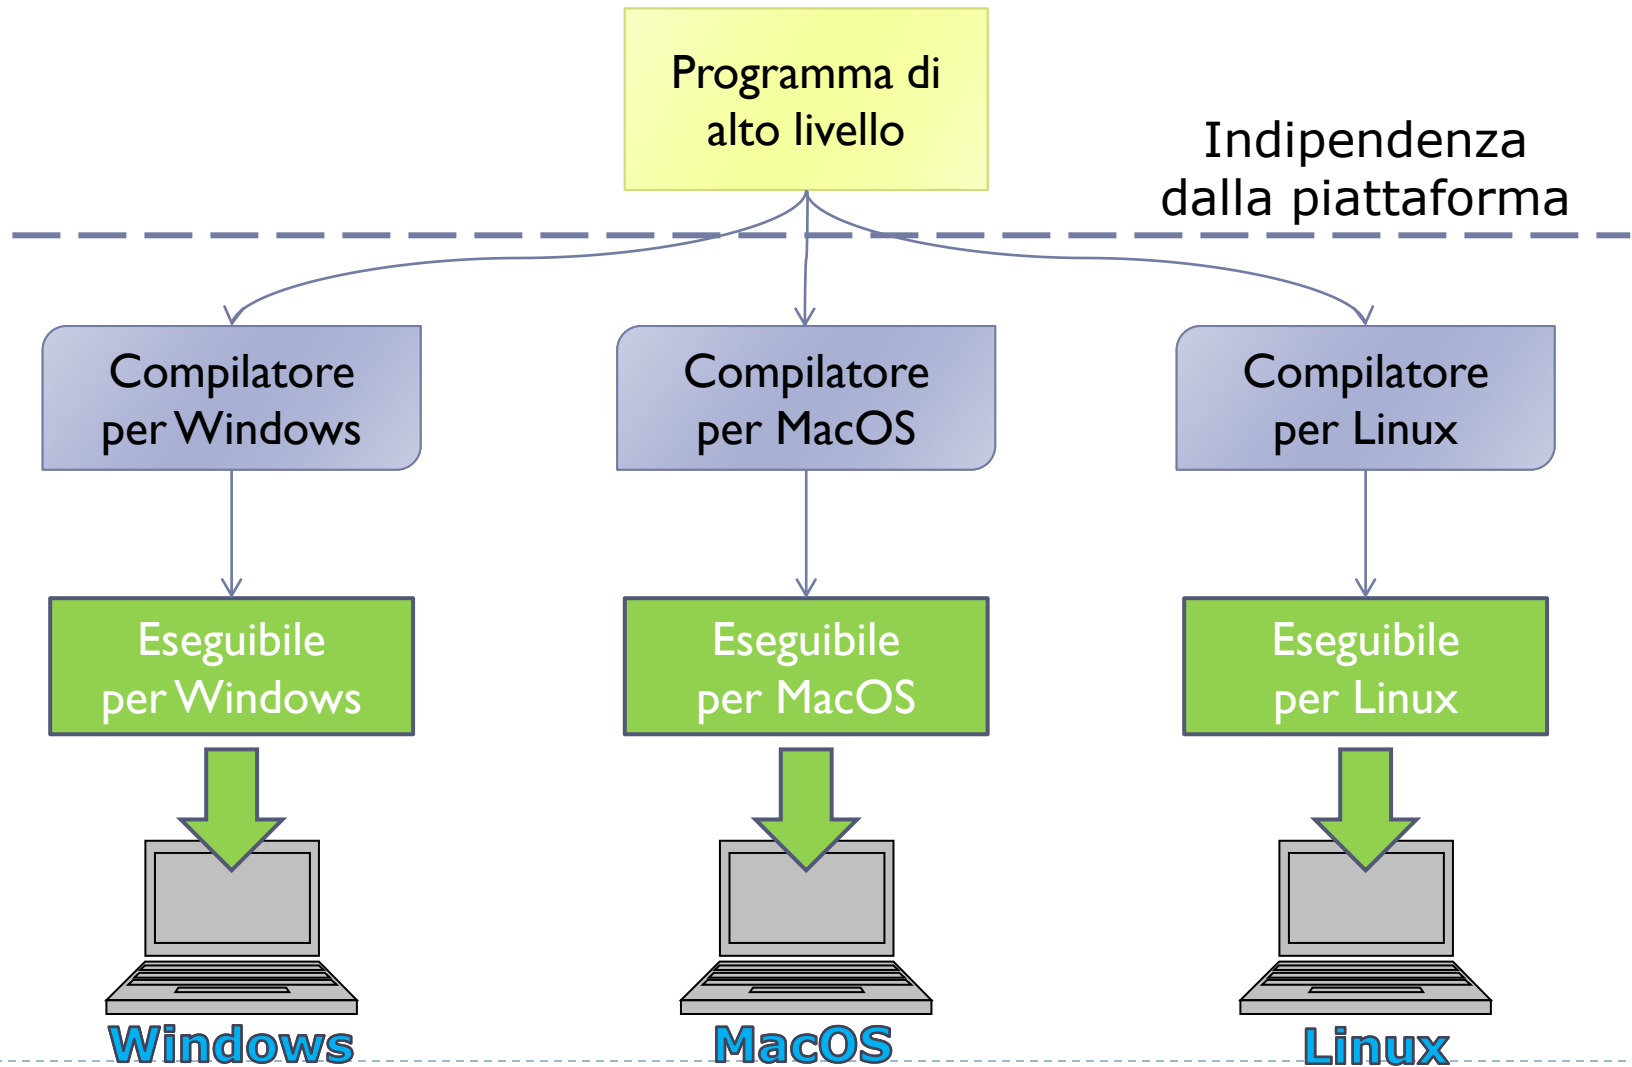 Programma di
alto livello
Indipendenza
dalla piattaforma
Compilatore
per Windows
Compilatore
per MacOS
Compilatore
per Linux
Eseguibile
per Windows
Eseguibile
per MacOS
Eseguibile
per Linux
Windows
MacOS
Linux